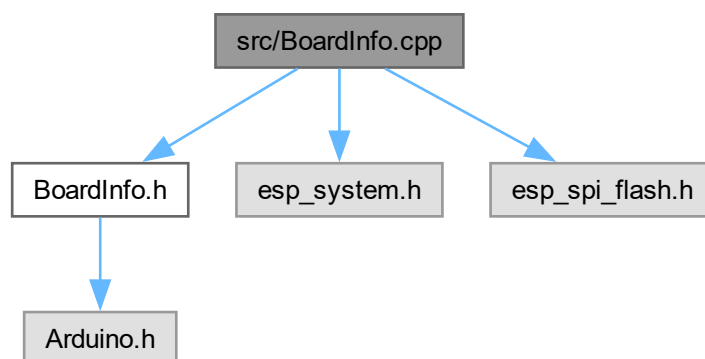 src/BoardInfo.cpp
BoardInfo.h
esp_system.h
esp_spi_flash.h
Arduino.h